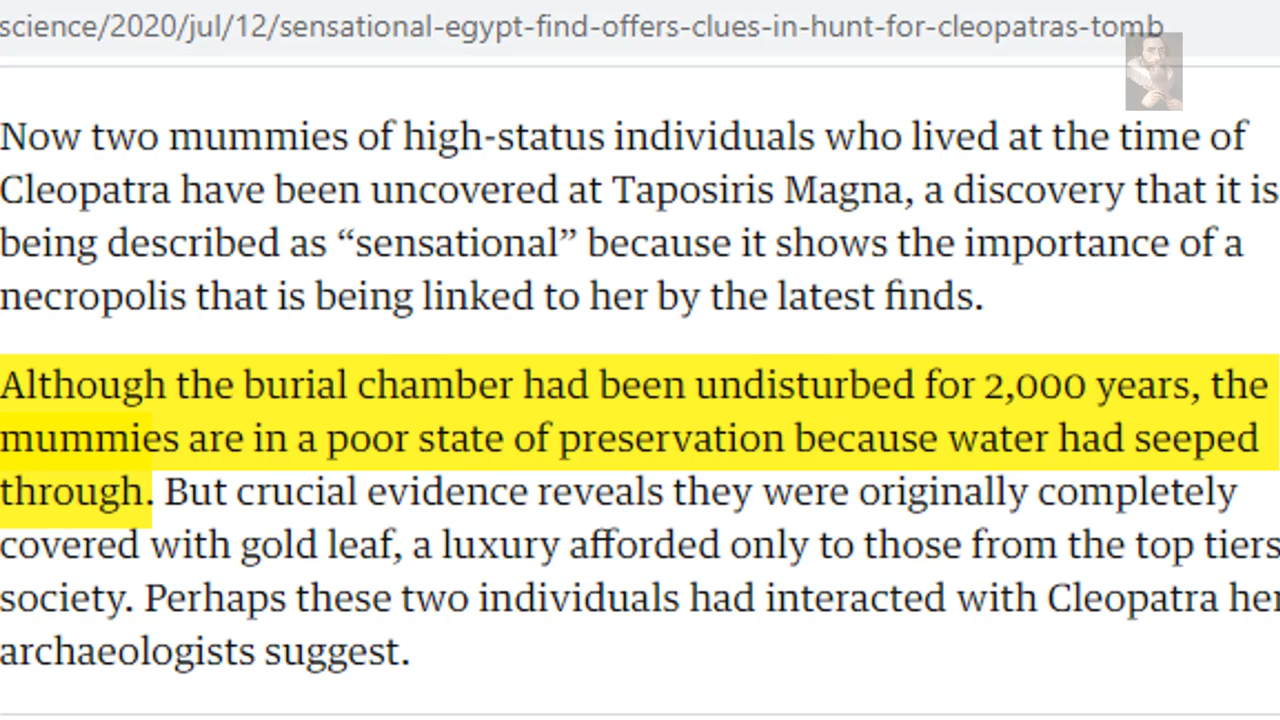 science/2020/jul/12/sensational-egypt-find-offers-clues-in-hunt-for-cleopatras-tomb
Now two mummies of high-status individuals who lived at the time of
Cleopatra have been uncovered at Taposiris Magna, a discovery that it is
being described as “sensational” because it shows the importance of a
necropolis that is being linked to her by the latest finds.
Although the burial chamber had been undisturbed for 2,000 years, the
mummies are in a poor state of preservation because water had seeped
through. But crucial evidence reveals they were originally completely
covered with gold leaf, a luxury afforded only to those from the top tiers
society. Perhaps these two individuals had interacted with Cleopatra her
archaeologists suggest.